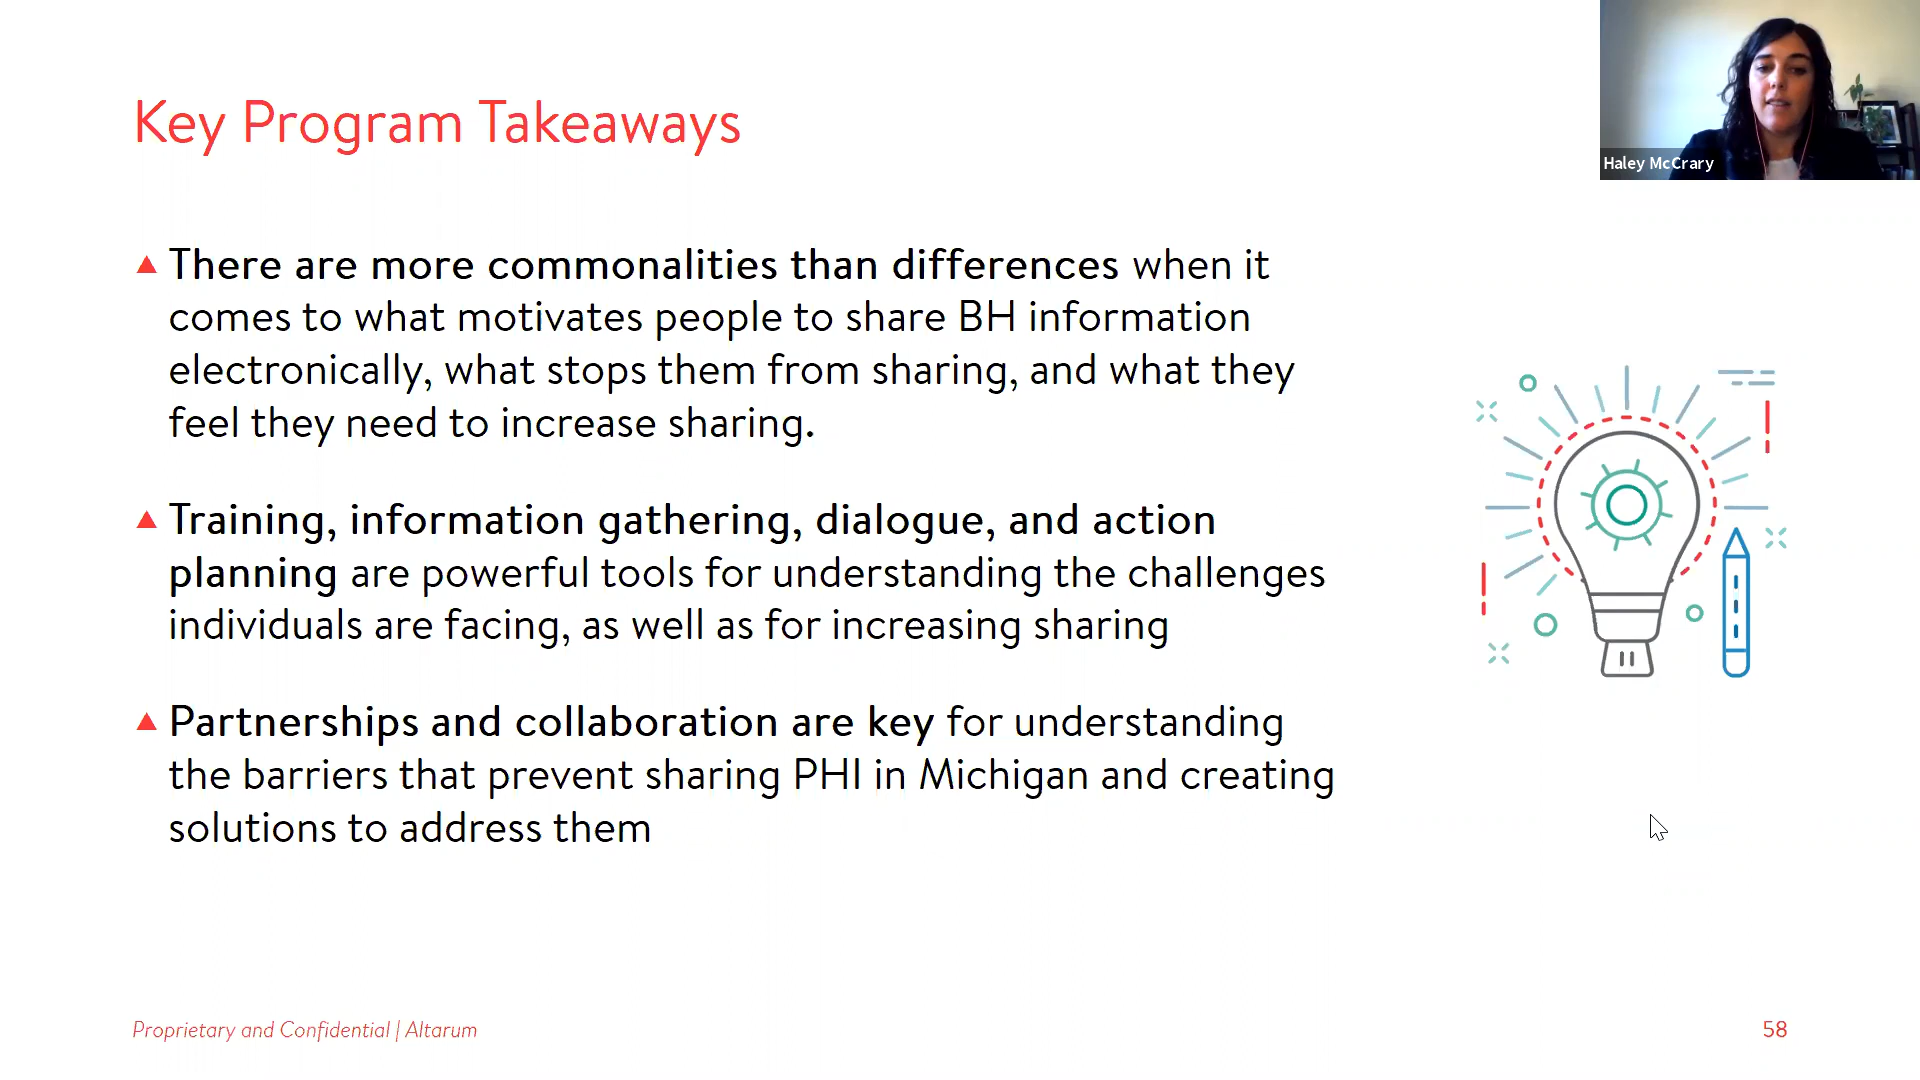 Key Program Takeaways
Haley McCrary
There are more commonalities than differences when it
comes to what motivates people to share BH information
electronically, what stops them from sharing, and what they
feel they need to increase sharing.
Training, information gathering, dialogue, and action
planning are powerful tools for understanding the challenges
individuals are facing, as well as for increasing sharing
Partnerships and collaboration are key for understanding
the barriers that prevent sharing PHI in Michigan and creating
solutions to address them
Proprietary and Confidential | Altarum
58